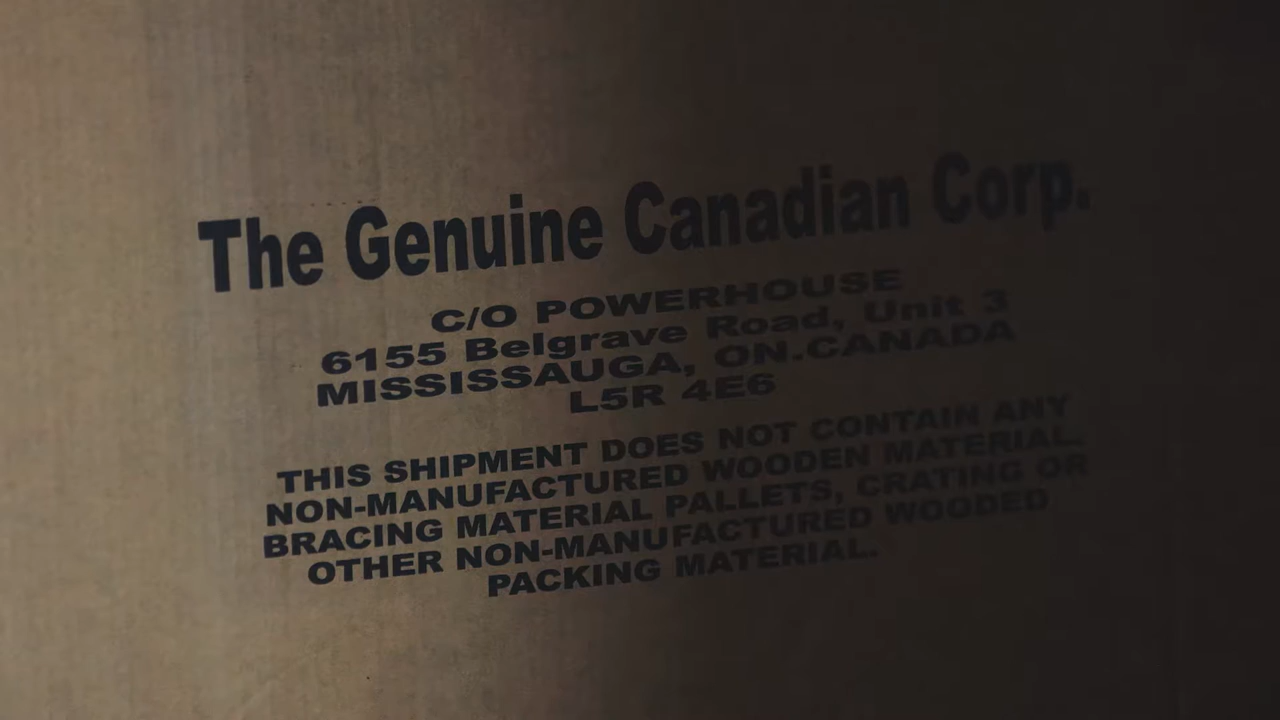 The Genuine Canadian Corp.
C/O POWERHOUSE
6155 Belgrave Road, Unit 3
MISSISSAUGA, ON.CANADA
L5R 4E6
THIS SHIPMENT DOES NOT CONTAIN ANY
NON-MANUFACTURED WOODEN MATERIAL.
BRACING MATERIAL PALLETS, CRATING OR
OTHER NON-MANUFACTURED WOODED
PACKING MATERIAL.